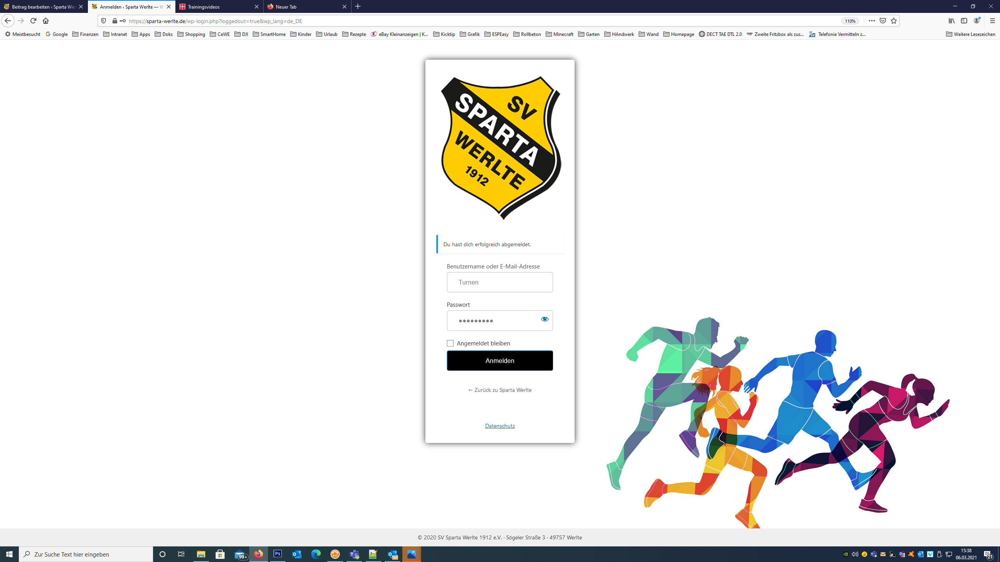 Beitrag bearbeiten ‹ Sparta Wer
Anmelden ‹ Sparta Werlte — W
Trainingsvideos
Neuer Tab
https://sparta-werlte.de/wp-login.php?loggedout=true&wp_lang=de_DE
110%
Meistbesucht
Google
Finanzen
Intranet
Apps
Doks
Shopping
CeWE
DJI
SmartHome
Kinder
Urlaub
Rezepte
eBay Kleinanzeigen | K...
Kicktip
Grafik
ESPEasy
Rollbeton
Minecraft
Garten
HAndwerk
Wand
Homepage
DECT TAE DTL 2.0
Zweite Fritzbox als zus...
Telefonie Vermitteln z...
Weitere Lesezeichen
SV
SPARTA
WERLTE
1912
Du hast dich erfolgreich abgemeldet.
Benutzername oder E-Mail-Adresse
Turnen
Passwort
Angemeldet bleiben
Anmelden
← Zurück zu Sparta Werlte
Datenschutz
© 2020 SV Sparta Werlte 1912 e.V. · Sögeler Straße 3 · 49757 Werlte
Zur Suche Text hier eingeben
99+
Ps
SIP
15:38
06.03.2021
21